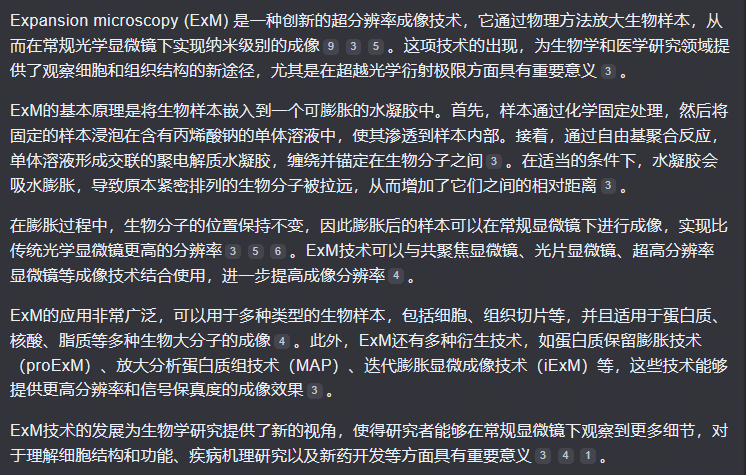 Expansion microscopy (ExM) 是一种创新的超分辨率成像技术，它通过物理方法放大生物样本，从
而在常规光学显微镜下实现纳米级别的成像 9 3 5 。这项技术的出现，为生物学和医学研究领域提
供了观察细胞和组织结构的新途径，尤其是在超越光学衍射极限方面具有重要意义 3 。
ExM的基本原理是将生物样本嵌入到一个可膨胀的水凝胶中。首先，样本通过化学固定处理，然后将
固定的样本浸泡在含有丙烯酸钠的单体溶液中，使其渗透到样本内部。接着，通过自由基聚合反应，
单体溶液形成交联的聚电解质水凝胶，缠绕并锚定在生物分子之间 3 。在适当的条件下，水凝胶会
吸水膨胀，导致原本紧密排列的生物分子被拉远，从而增加了它们之间的相对距离 3 。
在膨胀过程中，生物分子的位置保持不变，因此膨胀后的样本可以在常规显微镜下进行成像，实现比
传统光学显微镜更高的分辨率 3 5 6 。ExM技术可以与共聚焦显微镜、光片显微镜、超高分辨率
显微镜等成像技术结合使用，进一步提高成像分辨率 4 。
ExM的应用非常广泛，可以用于多种类型的生物样本，包括细胞、组织切片等，并且适用于蛋白质、
核酸、脂质等多种生物大分子的成像 4 。此外，ExM还有多种衍生技术，如蛋白质保留膨胀技术
（proExM）、放大分析蛋白质组技术（MAP）、迭代膨胀显微成像技术（iExM）等，这些技术能够
提供更高分辨率和信号保真度的成像效果 3 。
ExM技术的发展为生物学研究提供了新的视角，使得研究者能够在常规显微镜下观察到更多细节，对
于理解细胞结构和功能、疾病机理研究以及新药开发等方面具有重要意义 3 4 1 。